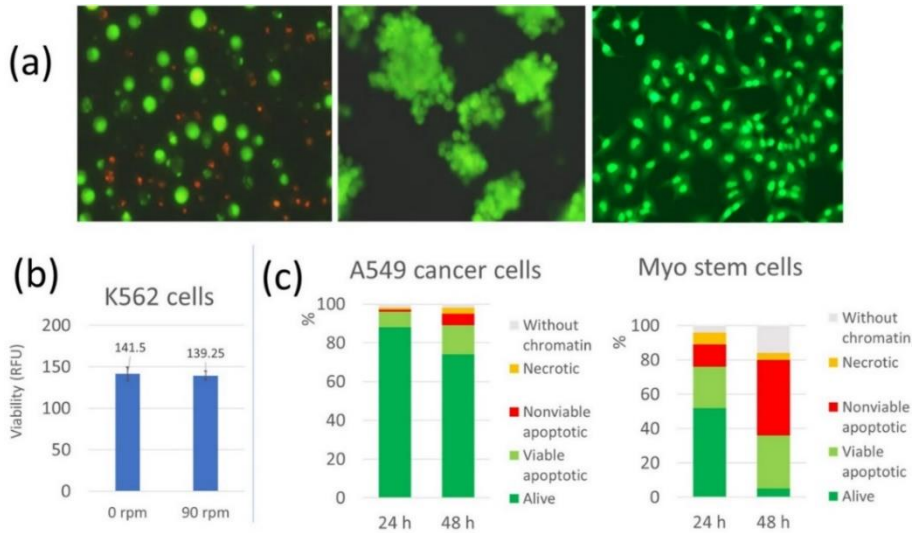 (a)
(b)
K562 cells
Viability (RFU)
200
150
100
50
0
141.5
139.25
0 rpm
90 rpm
(c)
A549 cancer cells
%
100
80
60
40
20
0
24 h
48 h
Without
chromatin
Necrotic
Nonviable
apoptotic
Viable
apoptotic
Alive
Myo stem cells
%
100
80
60
40
20
0
24 h
48 h
Without
chromatin
Necrotic
Nonviable
apoptotic
Viable
apoptotic
Alive